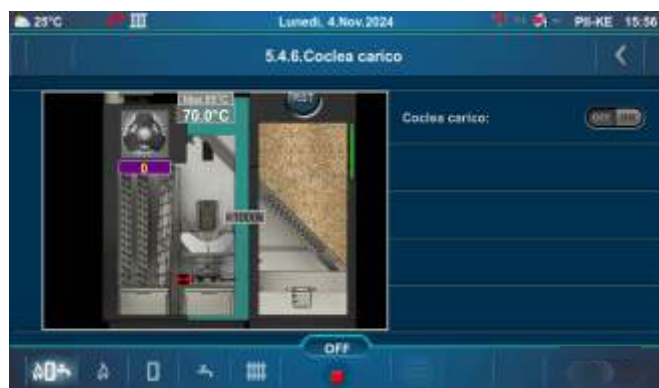 25°C
Lunedì, 4.Nov.2024
PII-KE 15:56
5.4.6.Coclea carico
70.0°C
TEST
0
Coclea carico:
OFF
OFF